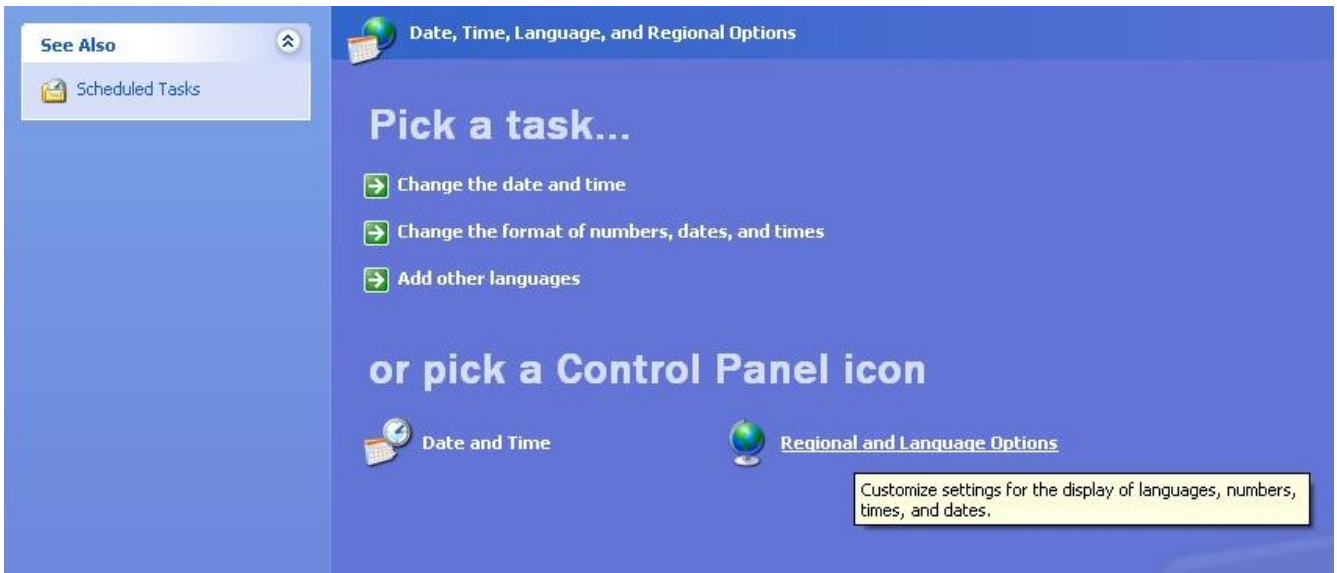 See Also
Scheduled Tasks
Date, Time, Language, and Regional Options
Pick a task...
Change the date and time
Change the format of numbers, dates, and times
Add other languages
or pick a Control Panel icon
Date and Time
Regional and Language Options
Customize settings for the display of languages, numbers,
times, and dates.